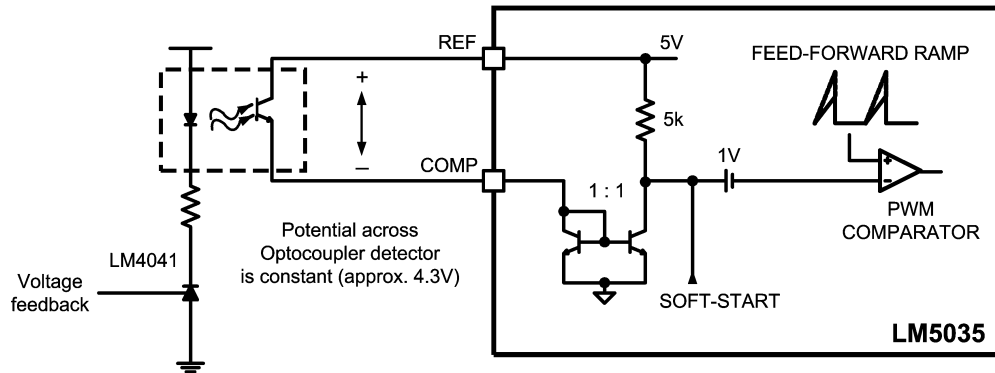 REF
5V
FEED-FORWARD RAMP
+
5k
–
COMP
1V
1 : 1
+
–
PWM
COMPARATOR
Potential across
Optocoupler detector
is constant (approx. 4.3V)
LM4041
Voltage
feedback
SOFT-START
LM5035